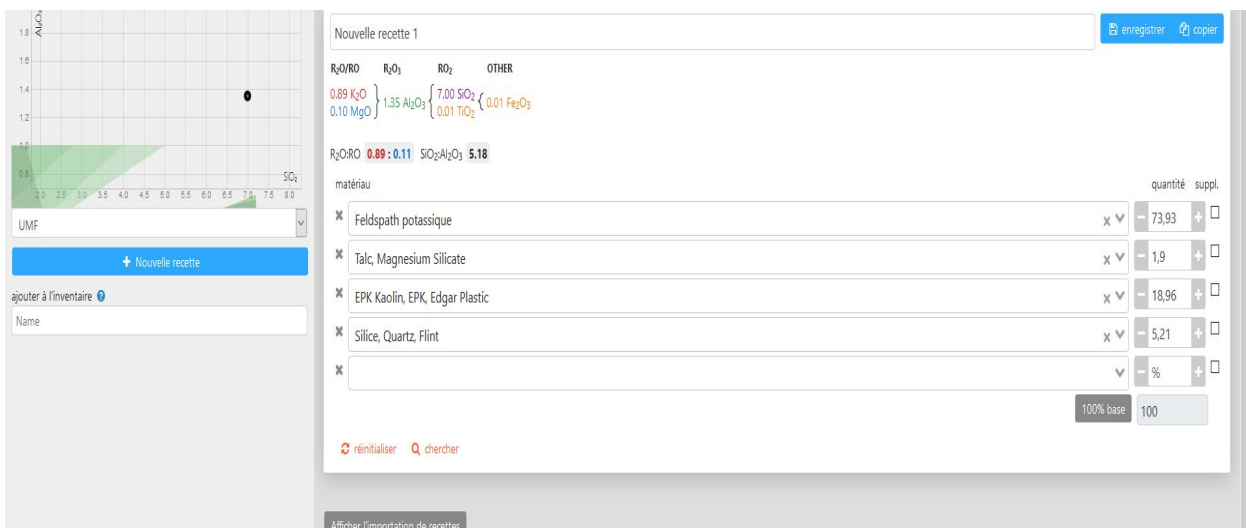 1.8
Al₂O₃
1.6
1.4
1.2
1.0
0.8
SiO₂
2.0 2.5 3.0 3.5 4.0 4.5 5.0 5.5 6.0 6.5 7.0 7.5 8.0
UMF
+ Nouvelle recette
ajouter à l'inventaire ?
Name
Nouvelle recette 1
enregistrer copier
R₂O/RO R₂O₃ RO₂ OTHER
0.89 K₂O
0.10 MgO
1.35 Al₂O₃
7.00 SiO₂
0.01 TiO₂
0.01 Fe₂O₃
R₂O:RO 0.89 : 0.11 SiO₂:Al₂O₃ 5.18
matériau quantité suppl.
Feldspath potassique 73,93
Talc, Magnesium Silicate 1,9
EPK Kaolin, EPK, Edgar Plastic 18,96
Silice, Quartz, Flint 5,21
%
100% base 100
réinitialiser chercher
Afficher l'importation de recettes